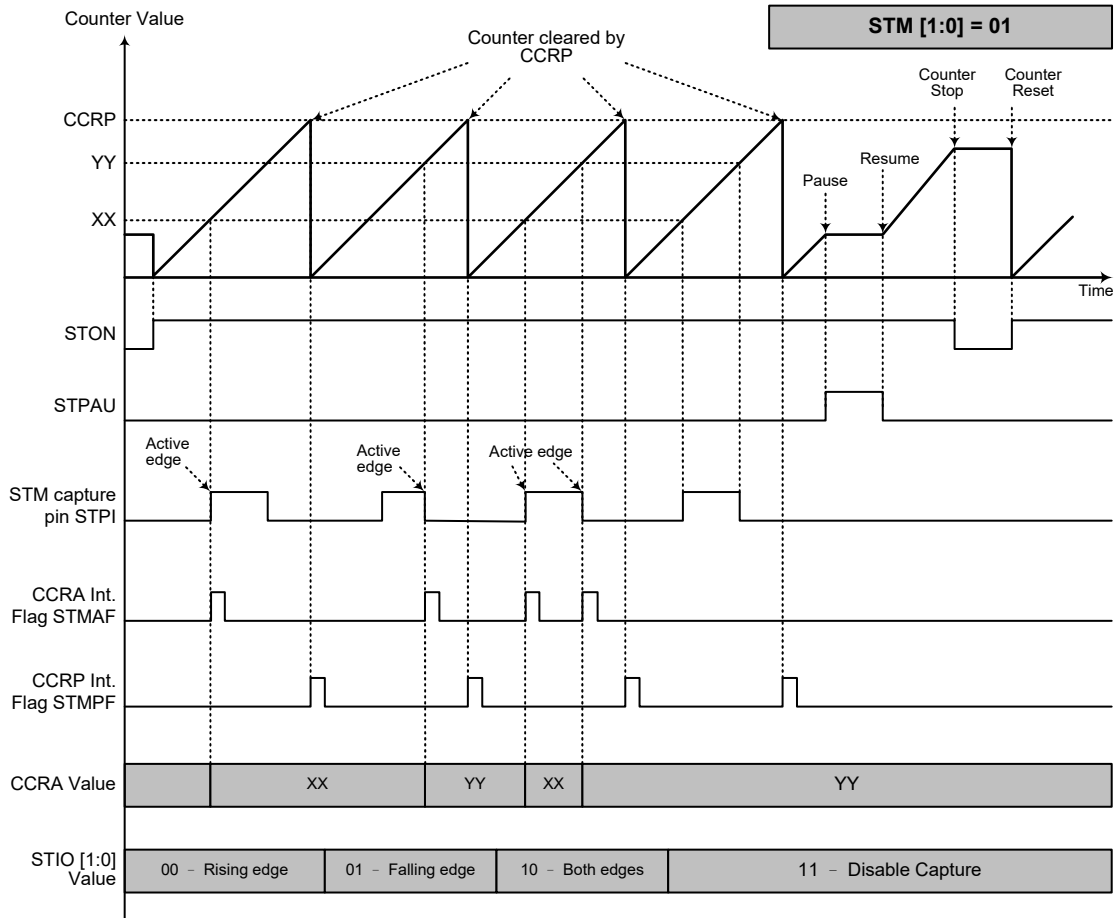 Counter Value
STM [1:0] = 01
Counter cleared by
CCRP
Counter
Stop
Counter
Reset
CCRP
YY
Resume
Pause
XX
Time
STON
STPAU
Active
edge
Active
edge
Active edge
STM capture
pin STPI
CCRA Int.
Flag STMAF
CCRP Int.
Flag STMPF
CCRA Value
XX
YY
XX
YY
STIO [1:0]
Value
00 - Rising edge
01 - Falling edge
10 - Both edges
11 - Disable Capture